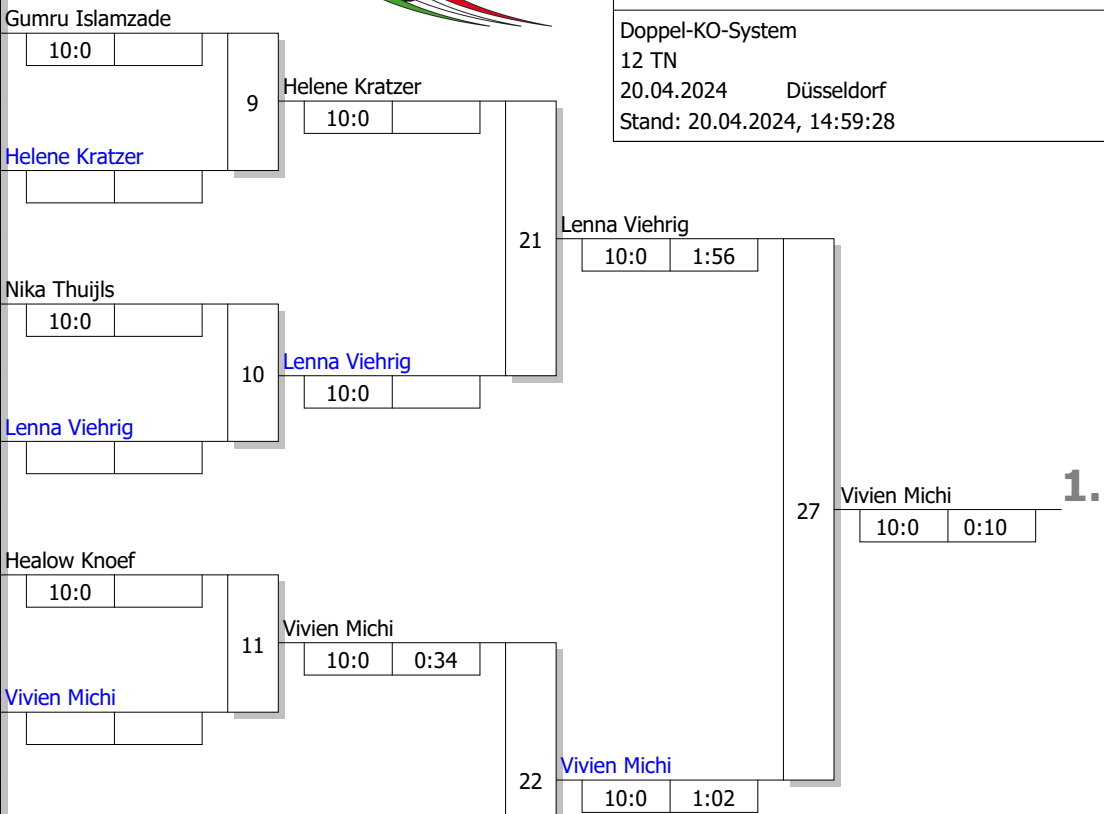 Gumru Islamzade
10:0
9
Helene Kratzer
10:0
Helene Kratzer
Doppel-KO-System
12 TN
20.04.2024 Düsseldorf
Stand: 20.04.2024, 14:59:28
21
Lenna Viehrig
10:0 1:56
Nika Thuijls
10:0
10
Lenna Viehrig
10:0
Lenna Viehrig
27
Vivien Michi
10:0 0:10
1.
Healow Knoef
10:0
11
Vivien Michi
10:0 0:34
Vivien Michi
22
Vivien Michi
10:0 1:02